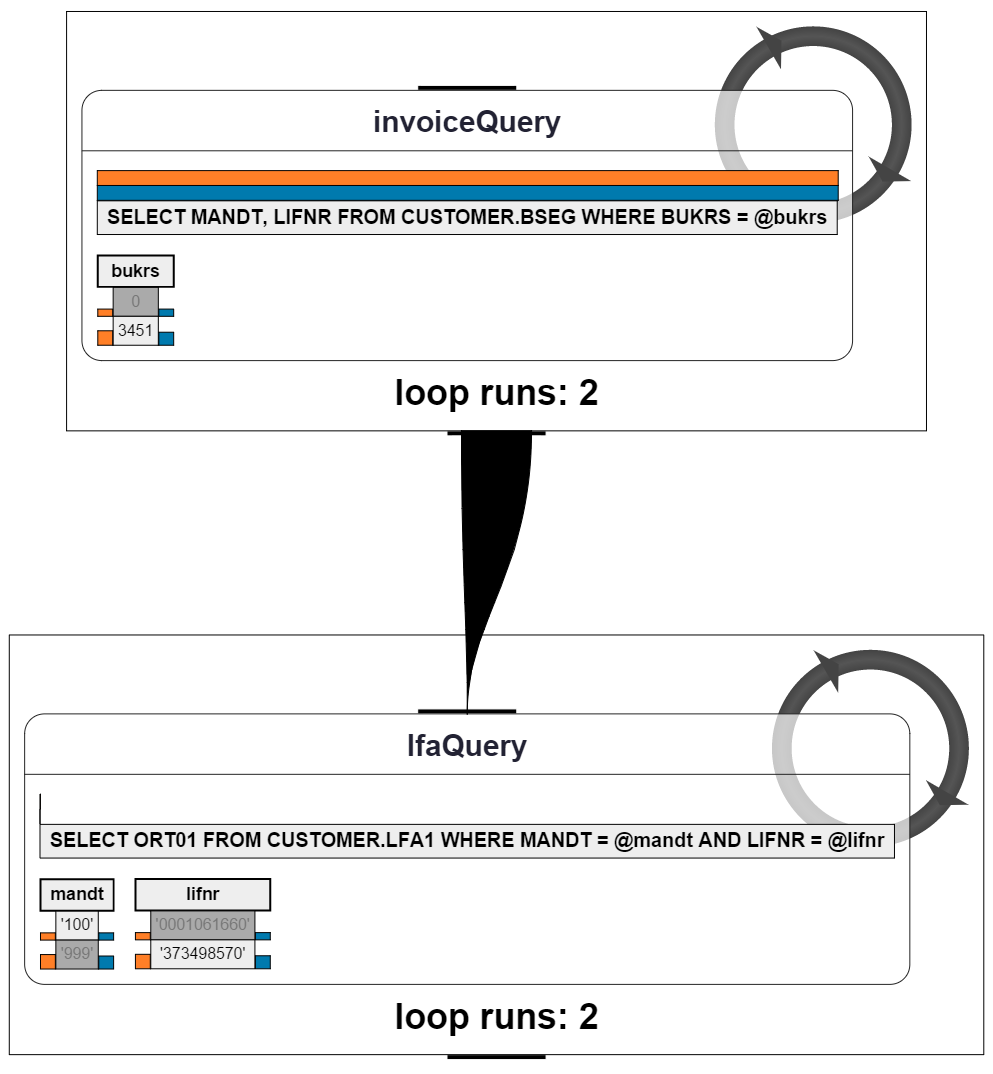 invoiceQuery
SELECT MANDT, LIFNR FROM CUSTOMER.BSEG WHERE BUKRS = @bukrs
bukrs
0
3451
loop runs: 2
lfaQuery
SELECT ORT01 FROM CUSTOMER.LFA1 WHERE MANDT = @mandt AND LIFNR = @lifnr
mandt lifnr
'100' '0001061660'
'999' '373498570'
loop runs: 2